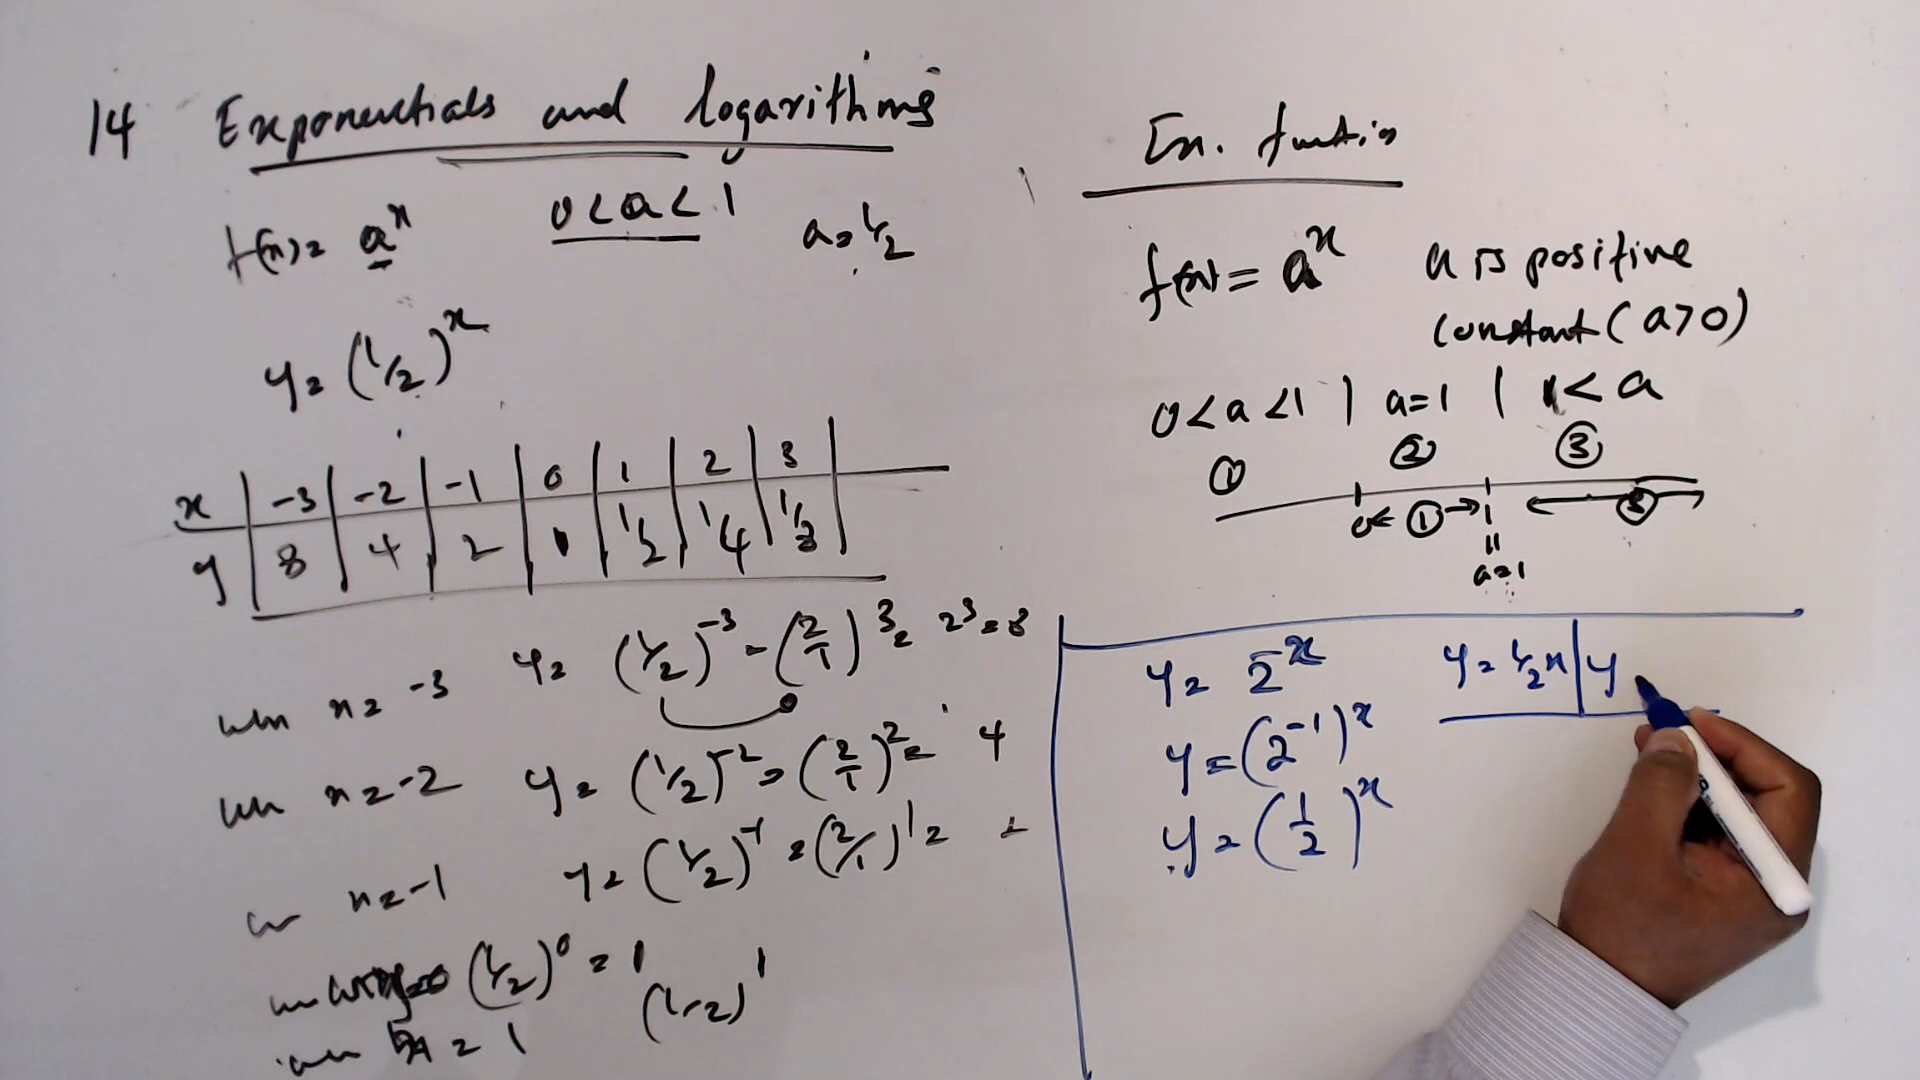 14 Exponentials and logarithms
f(x) = a^x 0 < a < 1 a = 1/2
y = (1/2)^x
x | -3 | -2 | -1 | 0 | 1 | 2 | 3
y | 8 | 4 | 2 | 1 | 1/2 | 1/4 | 1/8
when x = -3 y = (1/2)^-3 = (2/1)^3 = 2^3 = 8
when x = -2 y = (1/2)^-2 = (2/1)^2 = 4
x = -1 y = (1/2)^-1 = (2/1)^1 =
(1/2)^0 = 1
when x = 1 (1/2)^1
Ex. function
f(x) = a^x a is positive
constant (a>0)
0 < a < 1 | a = 1 | 1 < a
① ② ③
0 ① ③
a = 1
y = 2^-x
y = (2^-1)^x
y = (1/2)^x
y = 1/2 x | y